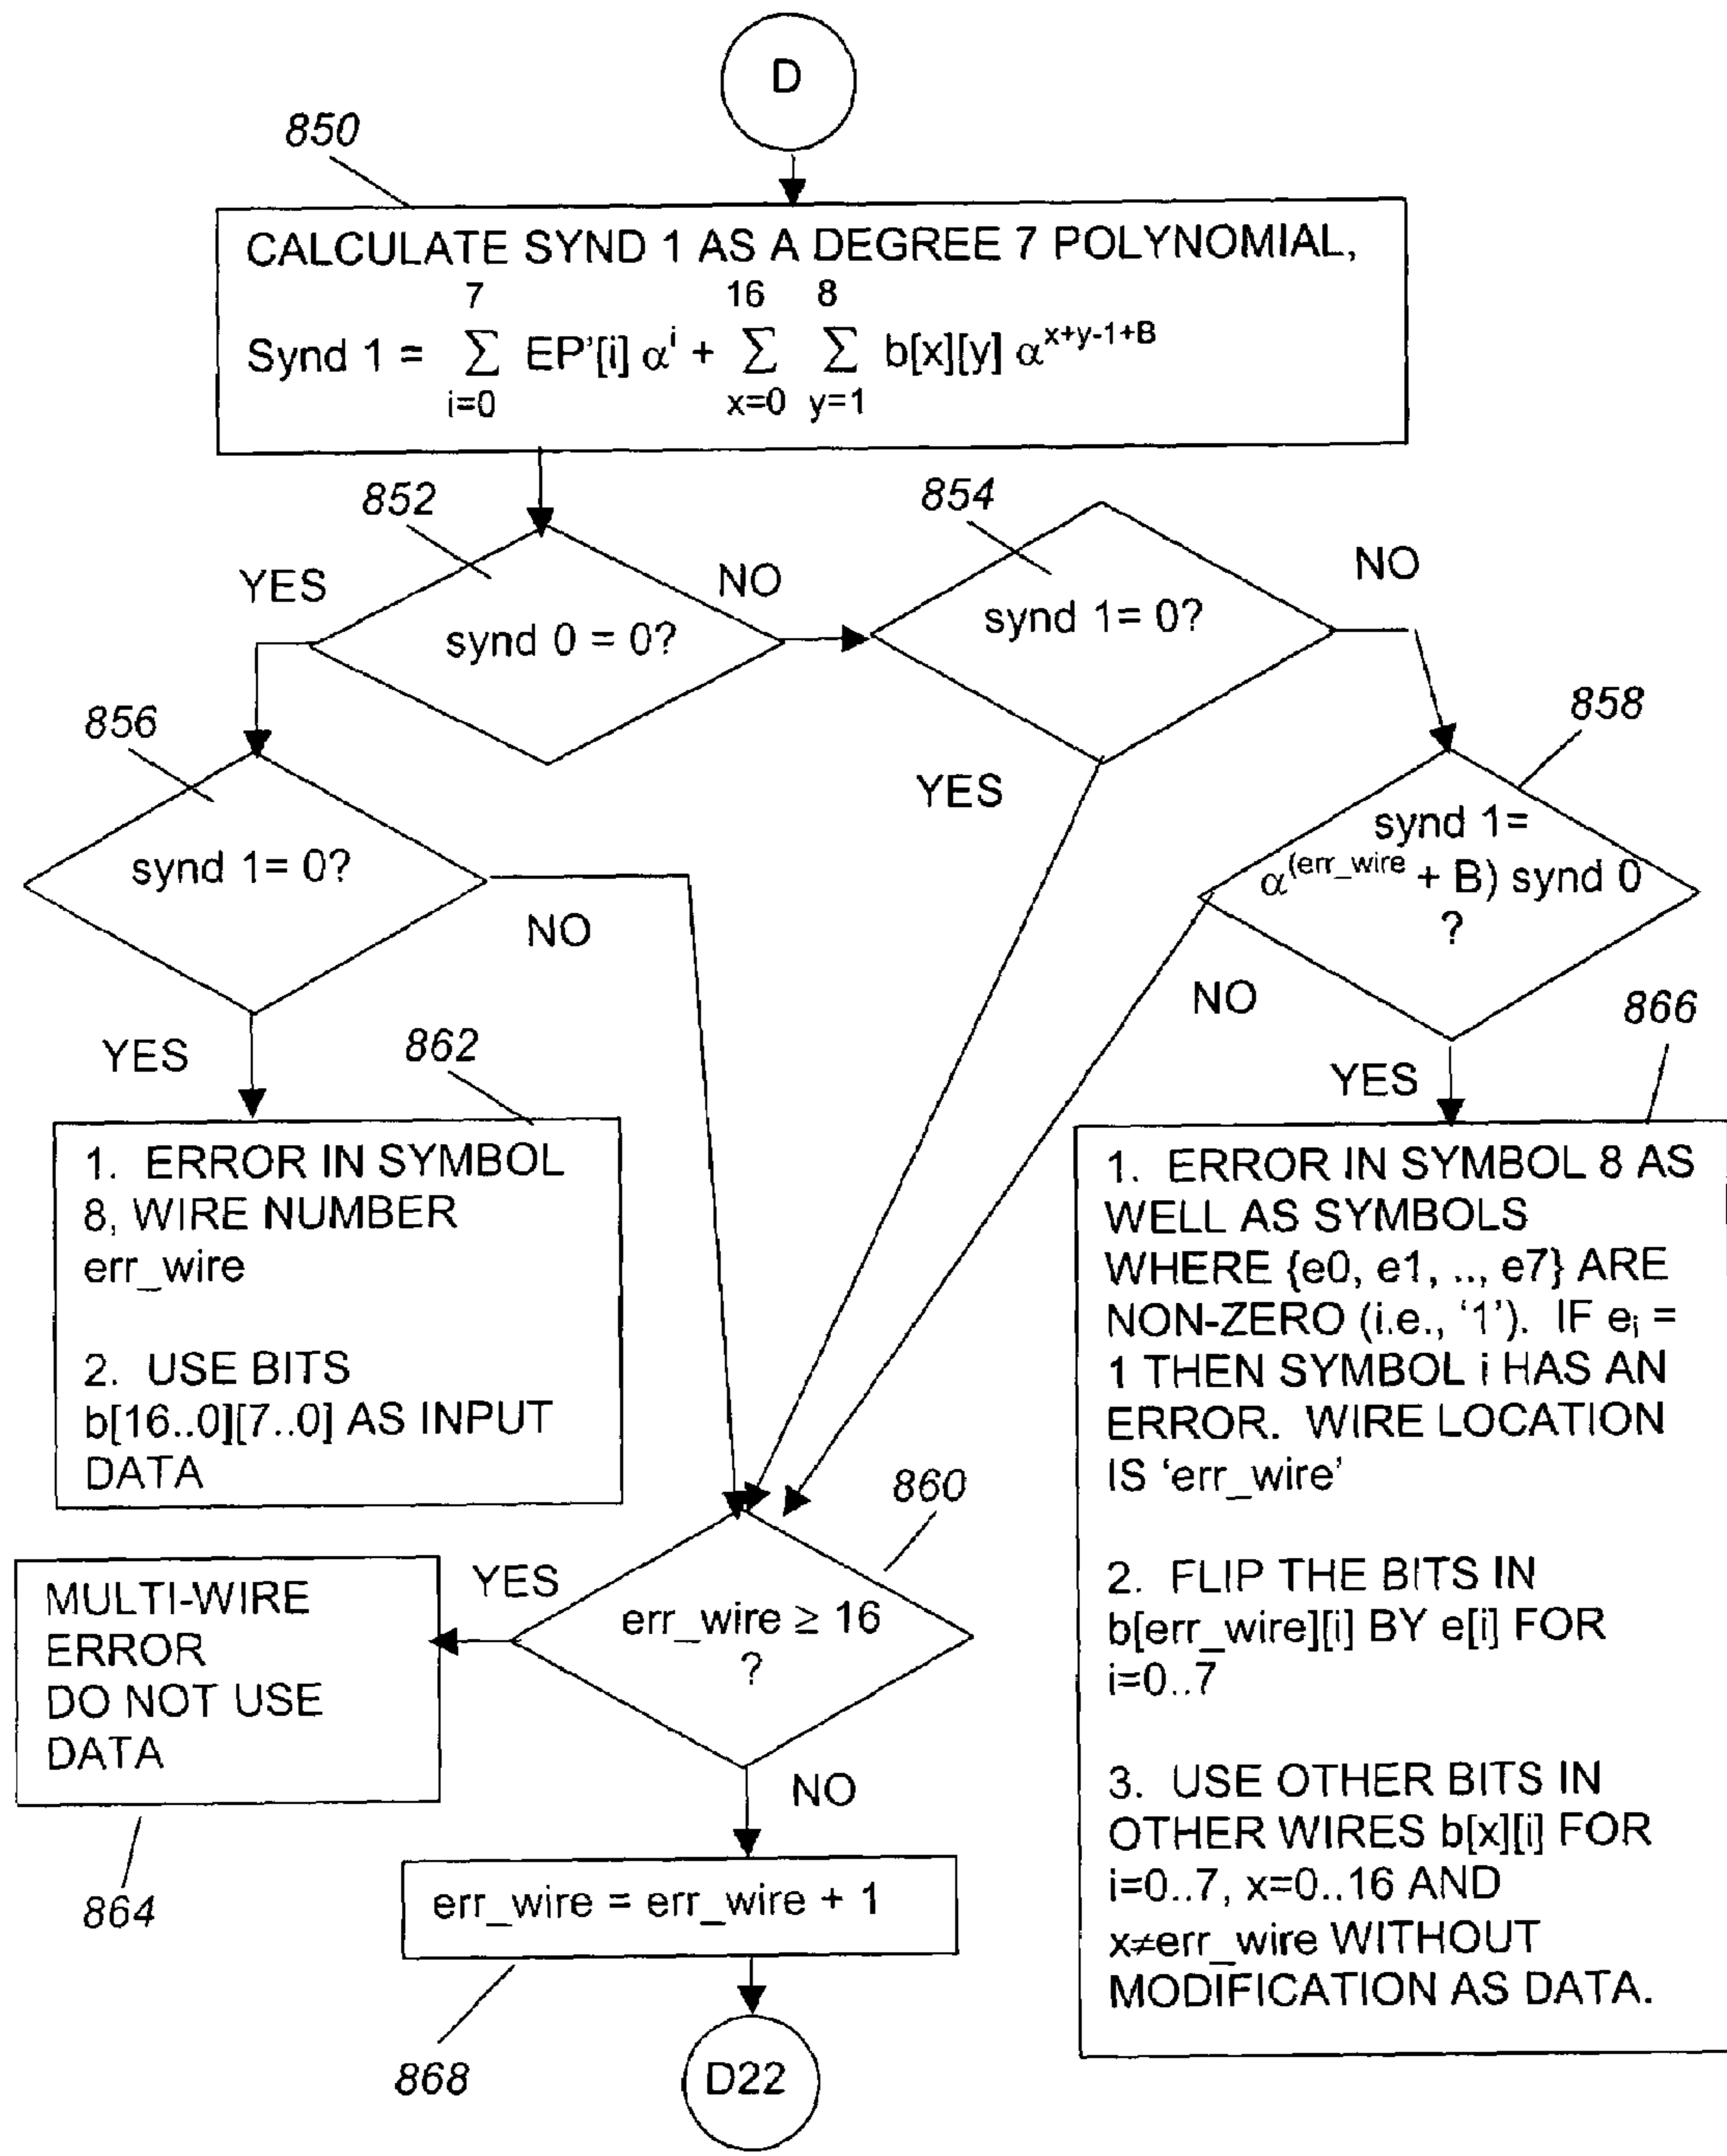 D
850
CALCULATE SYND 1 AS A DEGREE 7 POLYNOMIAL,
7 16 8
Synd 1 = Σ EP'[i] α^i + Σ Σ b[x][y] α^x+y-1+B
i=0 x=0 y=1
852
854
YES
NO
NO
synd 0 = 0?
synd 1= 0?
856
858
YES
synd 1= 0?
NO
synd 1=
α^(err_wire + B) synd 0
?
NO
YES
862
866
YES
1. ERROR IN SYMBOL
8, WIRE NUMBER
err_wire
2. USE BITS
b[16..0][7..0] AS INPUT
DATA
1. ERROR IN SYMBOL 8 AS
WELL AS SYMBOLS
WHERE {e0, e1, .., e7} ARE
NON-ZERO (i.e., '1'). IF ei =
1 THEN SYMBOL i HAS AN
ERROR. WIRE LOCATION
IS 'err_wire'
2. FLIP THE BITS IN
b[err_wire][i] BY e[i] FOR
i=0..7
3. USE OTHER BITS IN
OTHER WIRES b[x][i] FOR
i=0..7, x=0..16 AND
x≠err_wire WITHOUT
MODIFICATION AS DATA.
860
YES
err_wire ≥ 16
?
MULTI-WIRE
ERROR
DO NOT USE
DATA
864
NO
err_wire = err_wire + 1
868
D22